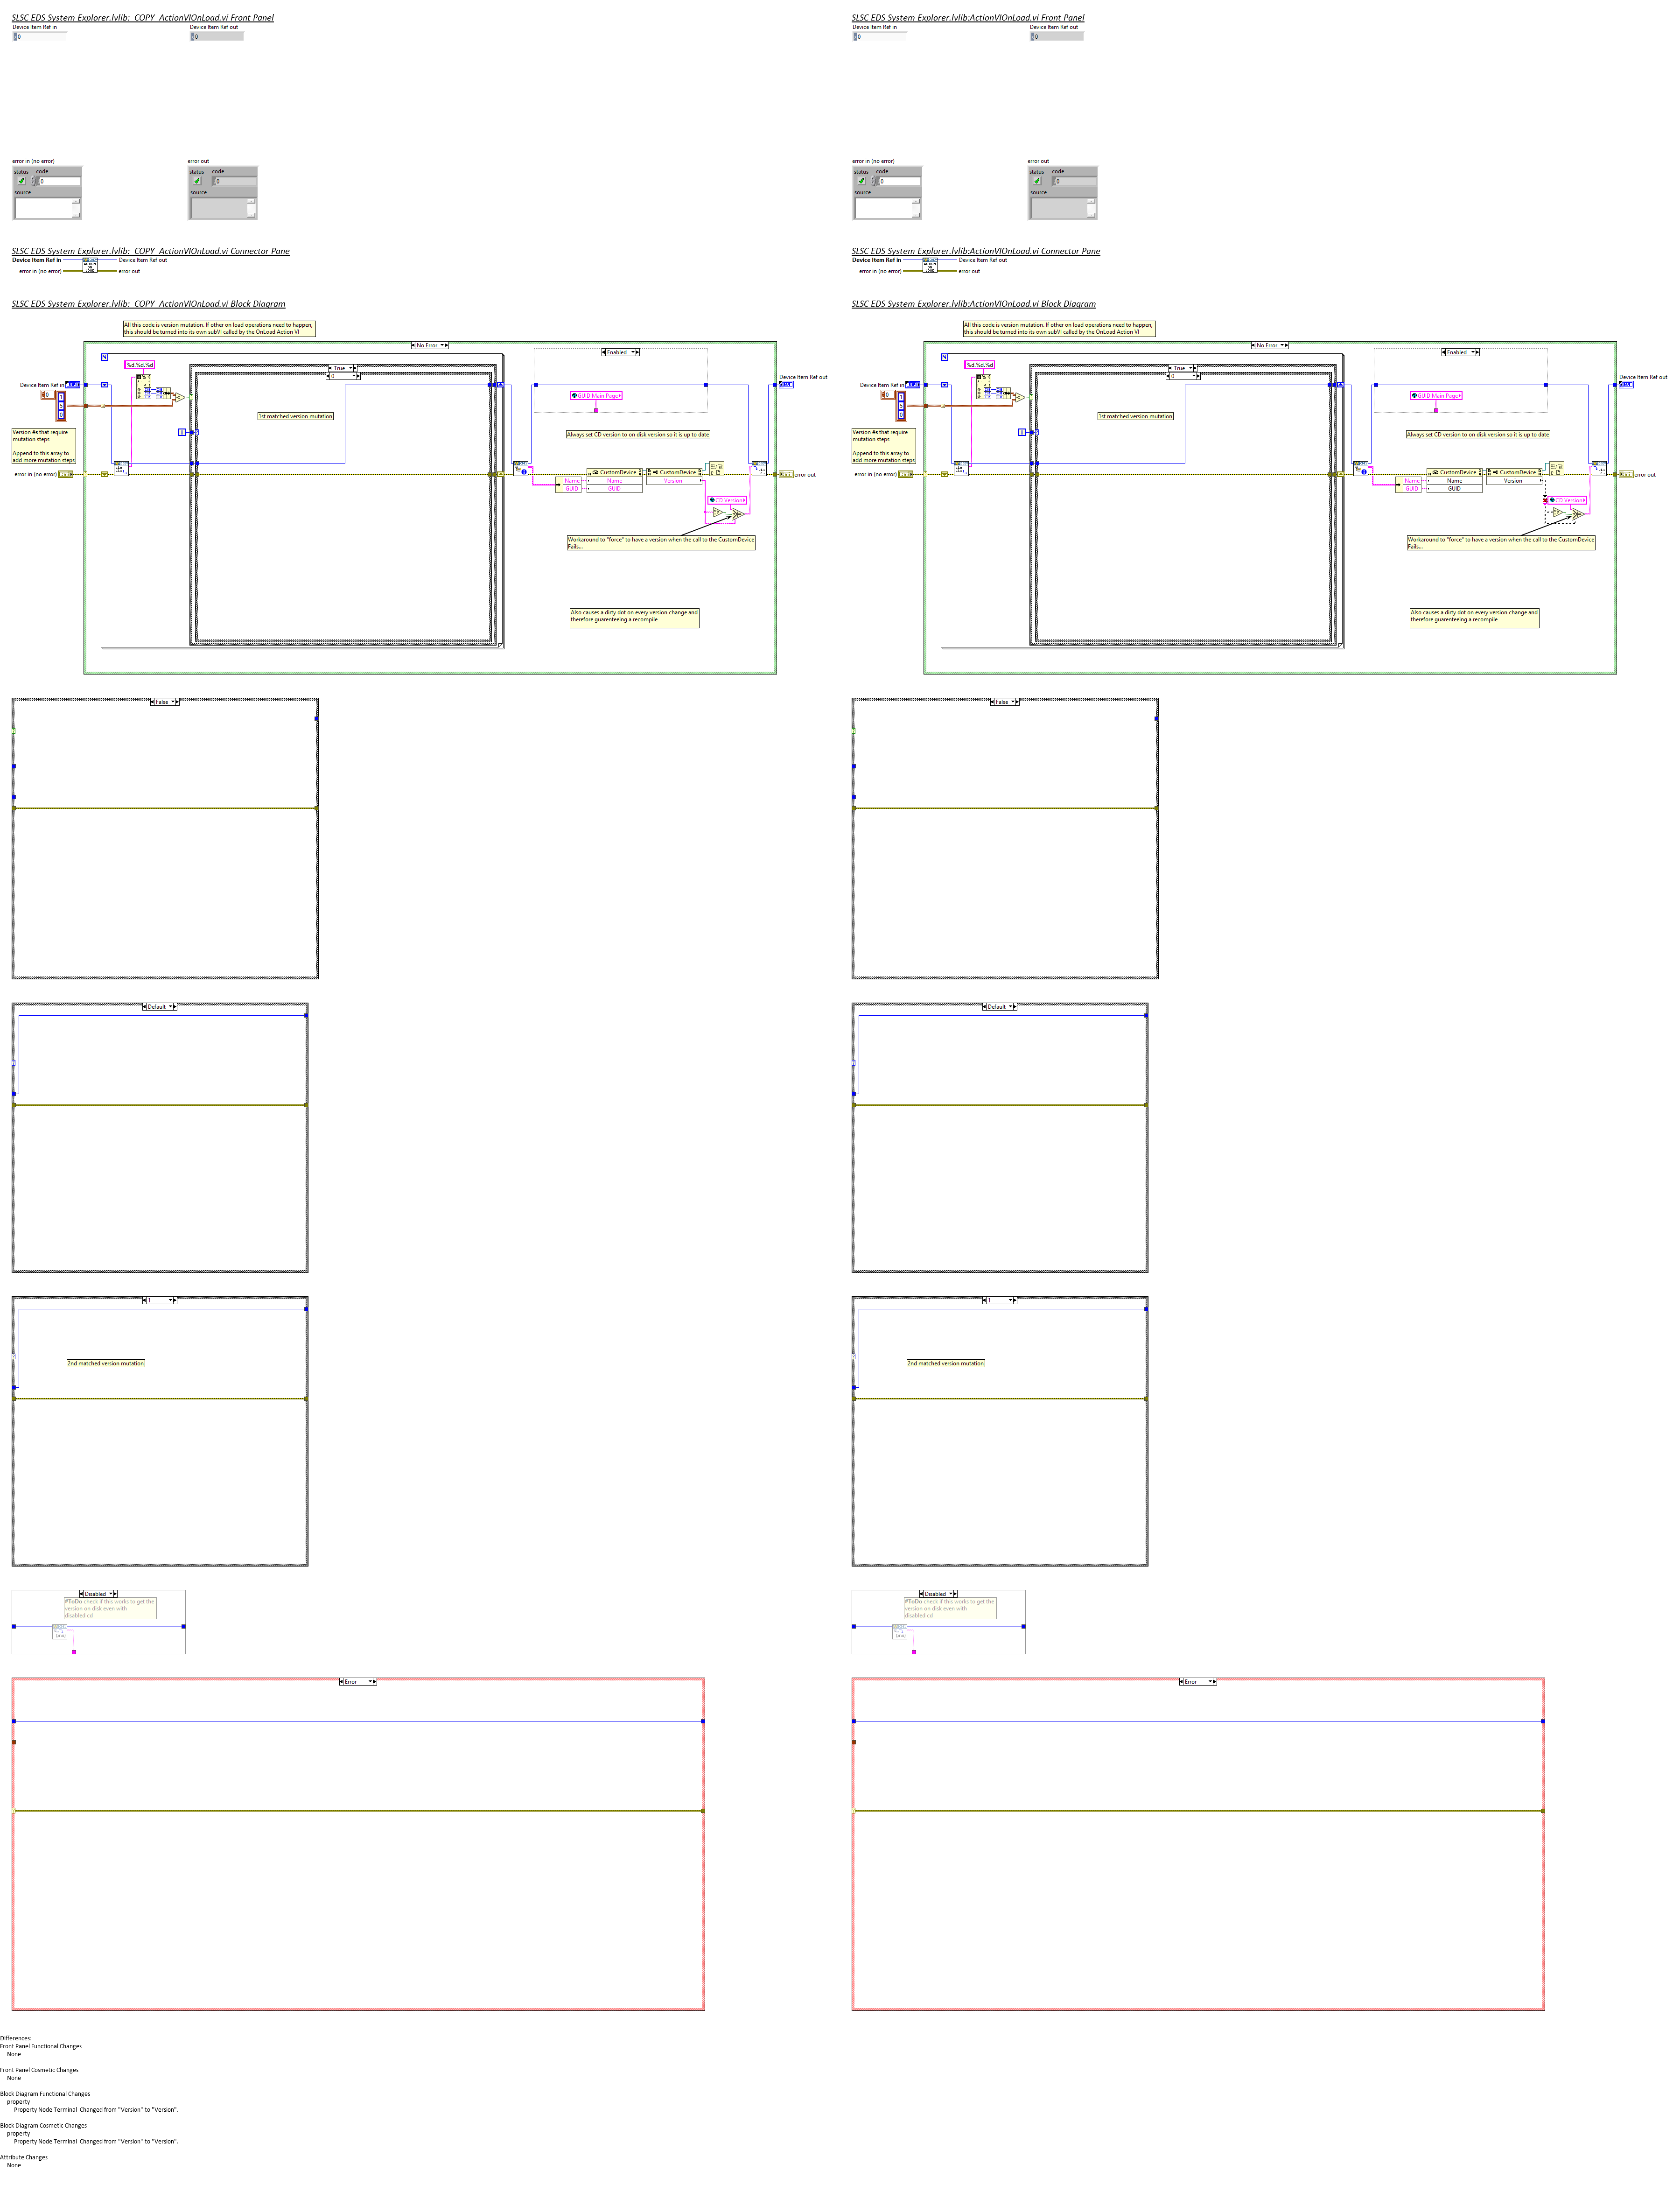 SLSC EDS System Explorer.lvlib:_COPY_ActionVIOnLoad.vi Front Panel
Device Item Ref in
Device Item Ref out
0
0
error in (no error)
error out
status
code
status
code
0
0
source
source
SLSC EDS System Explorer.lvlib:_COPY_ActionVIOnLoad.vi Connector Pane
Device Item Ref in
Device Item Ref out
ACTION
ON
LOAD
error in (no error)
error out
SLSC EDS System Explorer.lvlib:_COPY_ActionVIOnLoad.vi Block Diagram
All this code is version mutation. If other on load operations need to happen,
this should be turned into its own subVI called by the OnLoad Action VI
No Error
N
Enabled
%d.%d.%d
True
0
Device Item Ref in
Device Item Ref out
0
GUID Main Page
1st matched version mutation
Version #s that require
mutation steps
Append to this array to
add more mutation steps
i
Always set CD version to on disk version so it is up to date
error in (no error)
error out
CustomDevice
CustomDevice
Name
Name
Version
GUID
GUID
CD Version
Workaround to "force" to have a version when the call to the CustomDevice
Fails...
Also causes a dirty dot on every version change and
therefore guarenteeing a recompile
False
Default
1
2nd matched version mutation
Disabled
#ToDo check if this works to get the
version on disk even with
disabled cd
Error
SLSC EDS System Explorer.lvlib:ActionVIOnLoad.vi Front Panel
Device Item Ref in
Device Item Ref out
0
0
error in (no error)
error out
status
code
status
code
0
0
source
source
SLSC EDS System Explorer.lvlib:ActionVIOnLoad.vi Connector Pane
Device Item Ref in
Device Item Ref out
ACTION
ON
LOAD
error in (no error)
error out
SLSC EDS System Explorer.lvlib:ActionVIOnLoad.vi Block Diagram
All this code is version mutation. If other on load operations need to happen,
this should be turned into its own subVI called by the OnLoad Action VI
No Error
N
Enabled
%d.%d.%d
True
0
Device Item Ref in
Device Item Ref out
0
GUID Main Page
1st matched version mutation
Version #s that require
mutation steps
Append to this array to
add more mutation steps
i
Always set CD version to on disk version so it is up to date
error in (no error)
error out
CustomDevice
CustomDevice
Name
Name
Version
GUID
GUID
CD Version
Workaround to "force" to have a version when the call to the CustomDevice
Fails...
Also causes a dirty dot on every version change and
therefore guarenteeing a recompile
False
Default
1
2nd matched version mutation
Disabled
#ToDo check if this works to get the
version on disk even with
disabled cd
Error
Differences:
Front Panel Functional Changes
None
Front Panel Cosmetic Changes
None
Block Diagram Functional Changes
property
Property Node Terminal  Changed from "Version" to "Version".
Block Diagram Cosmetic Changes
property
Property Node Terminal  Changed from "Version" to "Version".
Attribute Changes
None